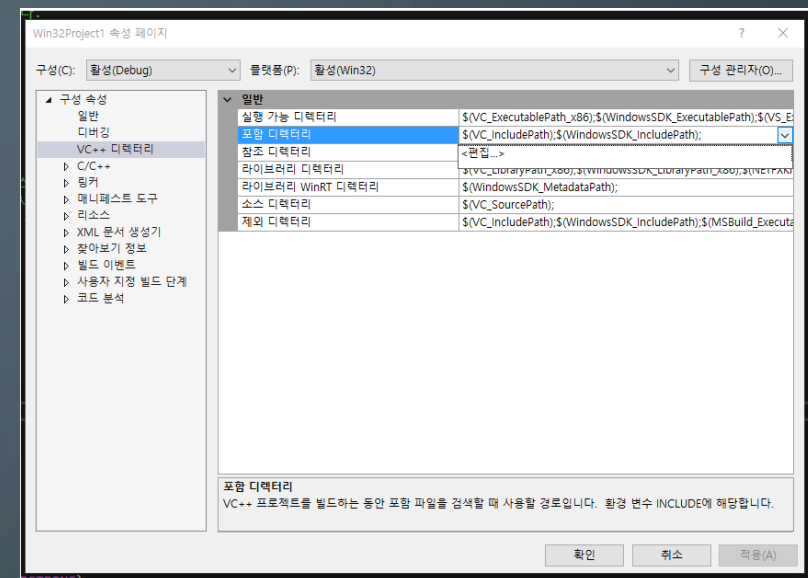 Win32Project1 속성 페이지
? ×
구성(C): 활성(Debug) 플랫폼(P): 활성(Win32) 구성 관리자(O)...
구성 속성
일반
디버깅
VC++ 디렉터리
C/C++
링커
매니페스트 도구
리소스
XML 문서 생성기
찾아보기 정보
빌드 이벤트
사용자 지정 빌드 단계
코드 분석
일반
실행 가능 디렉터리 $(VC_ExecutablePath_x86);$(WindowsSDK_ExecutablePath);$(VS_E
포함 디렉터리 $(VC_IncludePath);$(WindowsSDK_IncludePath);
참조 디렉터리 <편집...>
라이브러리 디렉터리 $(VC_LibraryPath_x86);$(WindowsSDK_LibraryPath_x86);$(NETFXKi
라이브러리 WinRT 디렉터리 $(WindowsSDK_MetadataPath);
소스 디렉터리 $(VC_SourcePath);
제외 디렉터리 $(VC_IncludePath);$(WindowsSDK_IncludePath);$(MSBuild_Executa
포함 디렉터리
VC++ 프로젝트를 빌드하는 동안 포함 파일을 검색할 때 사용할 경로입니다. 환경 변수 INCLUDE에 해당합니다.
확인 취소 적용(A)